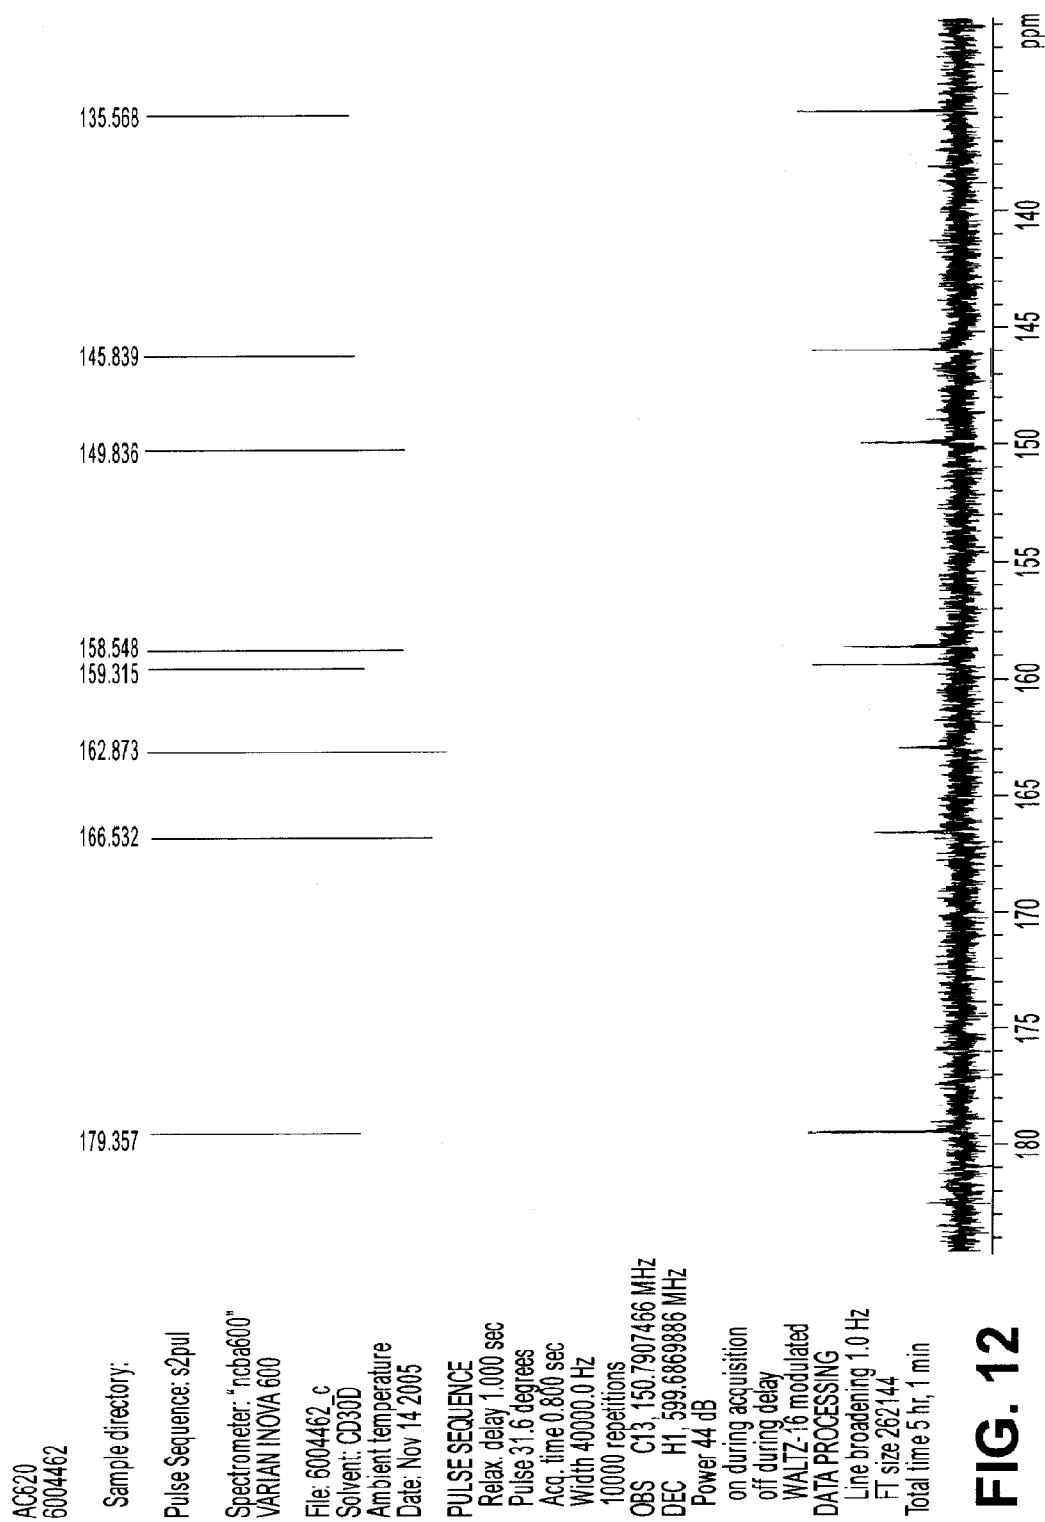 AC620
6004462
Sample directory:
Pulse Sequence: s2pul
Spectrometer: "ncba600"
VARIAN INOVA 600
File: 6004462_c
Solvent: CD3OD
Ambient temperature
Date: Nov 14 2005
PULSE SEQUENCE
Relax. delay 1.000 sec
Pulse 31.6 degrees
Acq. time 0.800 sec
Width 40000.0 Hz
10000 repetitions
OBS C13, 150.7907466 MHz
DEC H1, 599.6869886 MHz
Power 44 dB
on during acquisition
off during delay
WALTZ-16 modulated
DATA PROCESSING
Line broadening 1.0 Hz
FT size 262144
Total time 5 hr, 1 min
179.357
166.532
162.873
159.315
158.548
149.836
145.839
135.568
180
175
170
165
160
155
150
145
140
ppm
FIG. 12